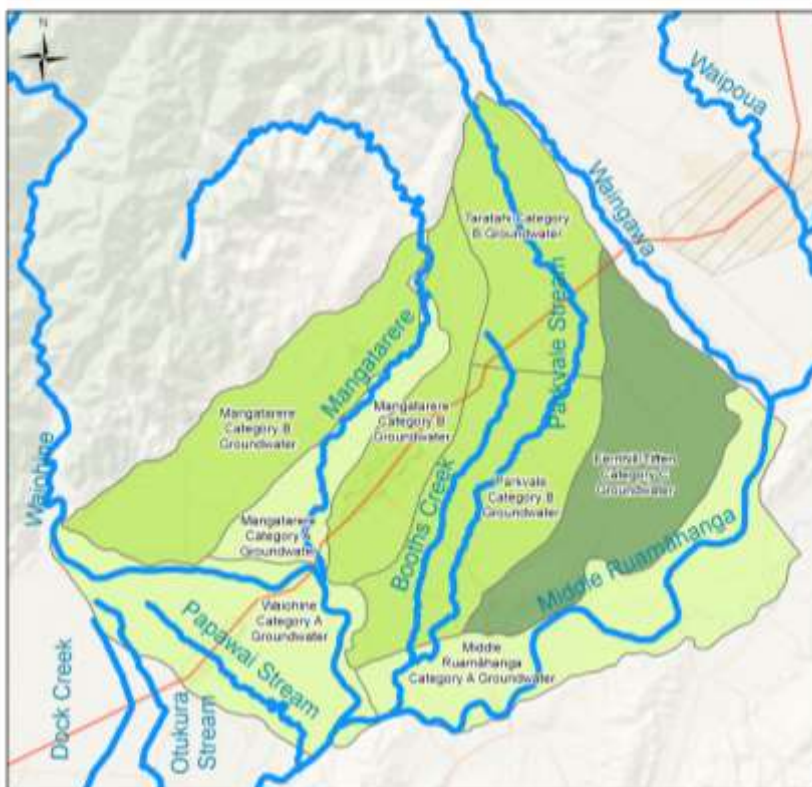 N
Waipoua
Taratahi Category
B Groundwater
Waingawa
Parkvale Stream
Mangatarere
Mangatarere
Category B
Groundwater
Mangatarere
Category B
Groundwater
Fernhill Tiffen
Category C
Groundwater
Parkvale
Category B
Groundwater
Waiohine
Mangatarere
Category
Groundwater
Booths Creek
Middle Ruamāhanga
Waiohine
Category A
Groundwater
Papawai Stream
Middle
Ruamāhanga
Category A Groundwater
Dock Creek
Otukura
Stream